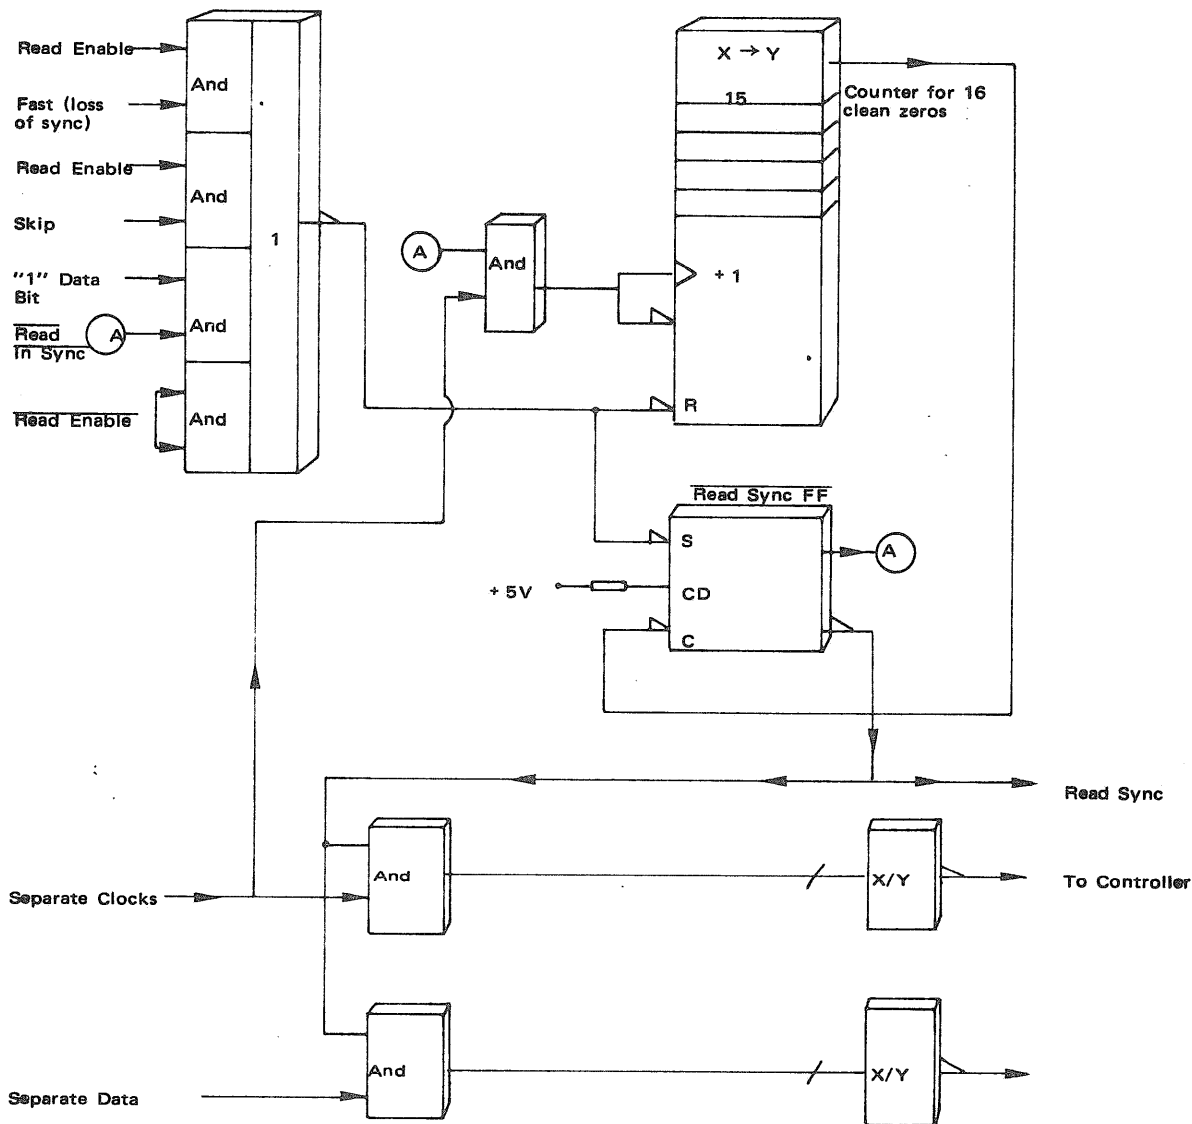 Read Enable
And
Fast (loss
of sync)
Read Enable
And
Skip
1
"1" Data
Bit
And
Read
In Sync
A
Read Enable
And
X → Y
15
Counter for 16
clean zeros
A
And
+ 1
R
Read Sync FF
S
A
+ 5V
CD
C
Read Sync
And
X/Y
Separate Clocks
To Controller
And
X/Y
Separate Data